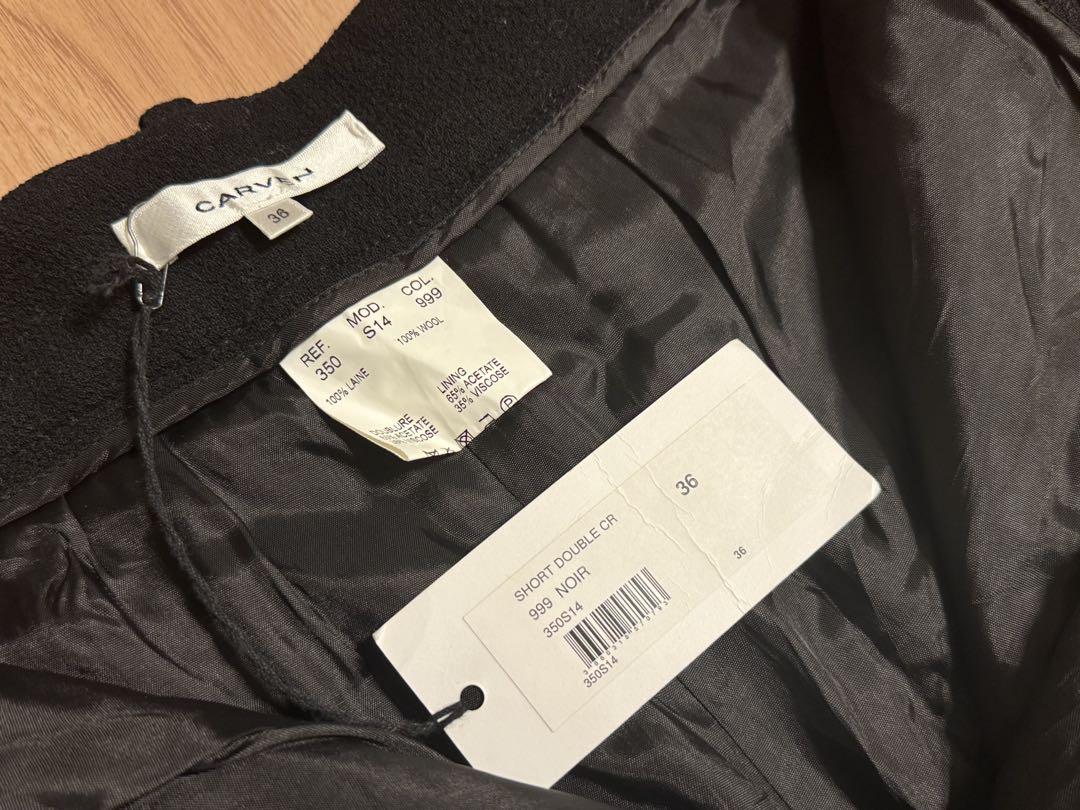 CARVEN
36
REF. MOD. COL.
350 S14 999
100% LAINE 100% WOOL
DOUBLURE LINING
65% ACETATE
35% VISCOSE
P
36
SHORT DOUBLE CR
999 NOIR
350S14
350S14
36